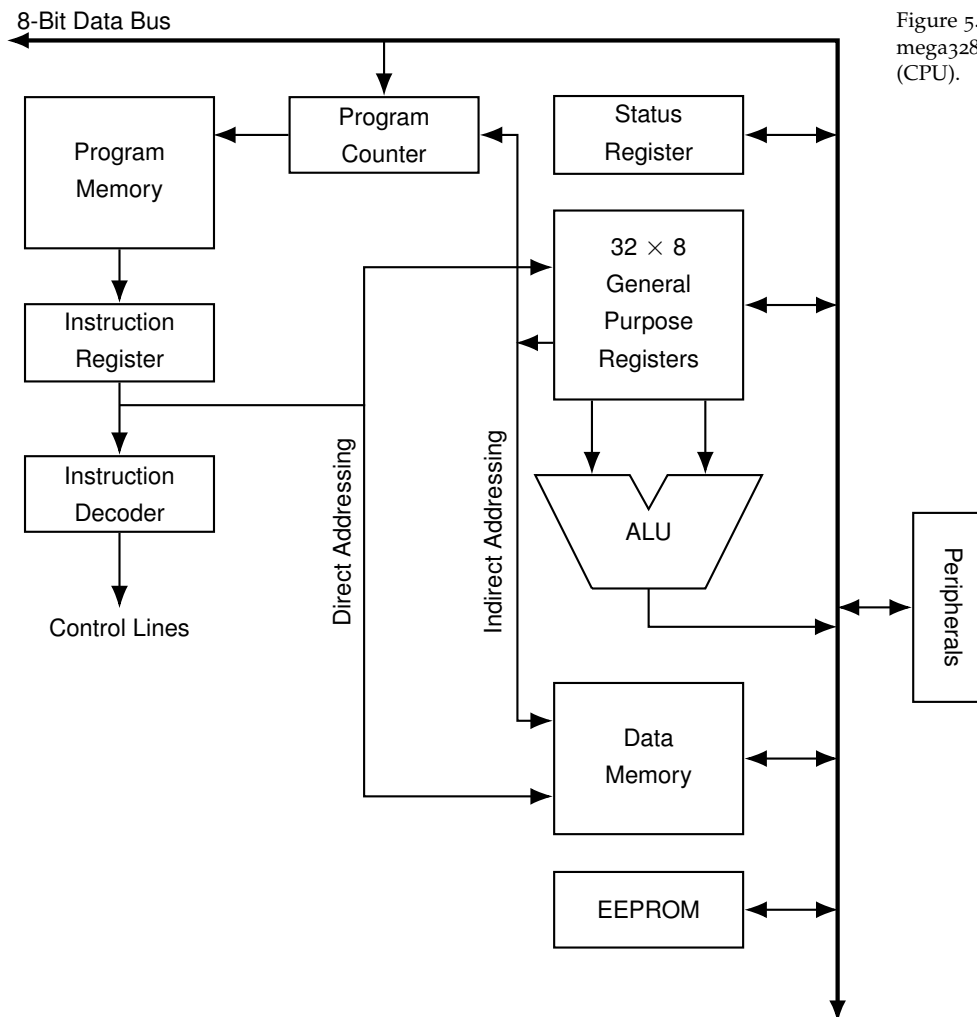 8-Bit Data Bus
Figure 5.
mega328
(CPU).
Program
Counter
Status
Register
Program
Memory
32 × 8
General
Purpose
Registers
Instruction
Register
Direct Addressing
Indirect Addressing
Instruction
Decoder
ALU
Peripherals
Control Lines
Data
Memory
EEPROM